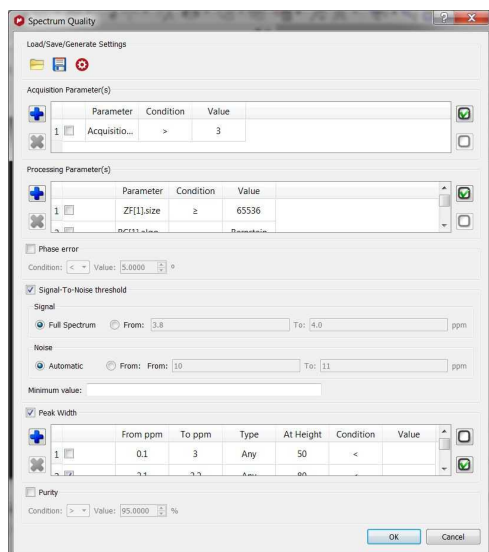 Spectrum Quality
Load/Save/Generate Settings
Acquisition Parameter(s)
Parameter Condition Value
1 Acquisitio... > 3
Processing Parameter(s)
Parameter Condition Value
1 ZF[1].size ≥ 65536
Phase error
Condition: < Value: 5.0000 º
Signal-To-Noise threshold
Signal
Full Spectrum From: 3.8 To: 4.0 ppm
Noise
Automatic From: From: 10 To: 11 ppm
Minimum value:
Peak Width
From ppm To ppm Type At Height Condition Value
1 0.1 3 Any 50 <
Purity
Condition: > Value: 95.0000 %
OK Cancel